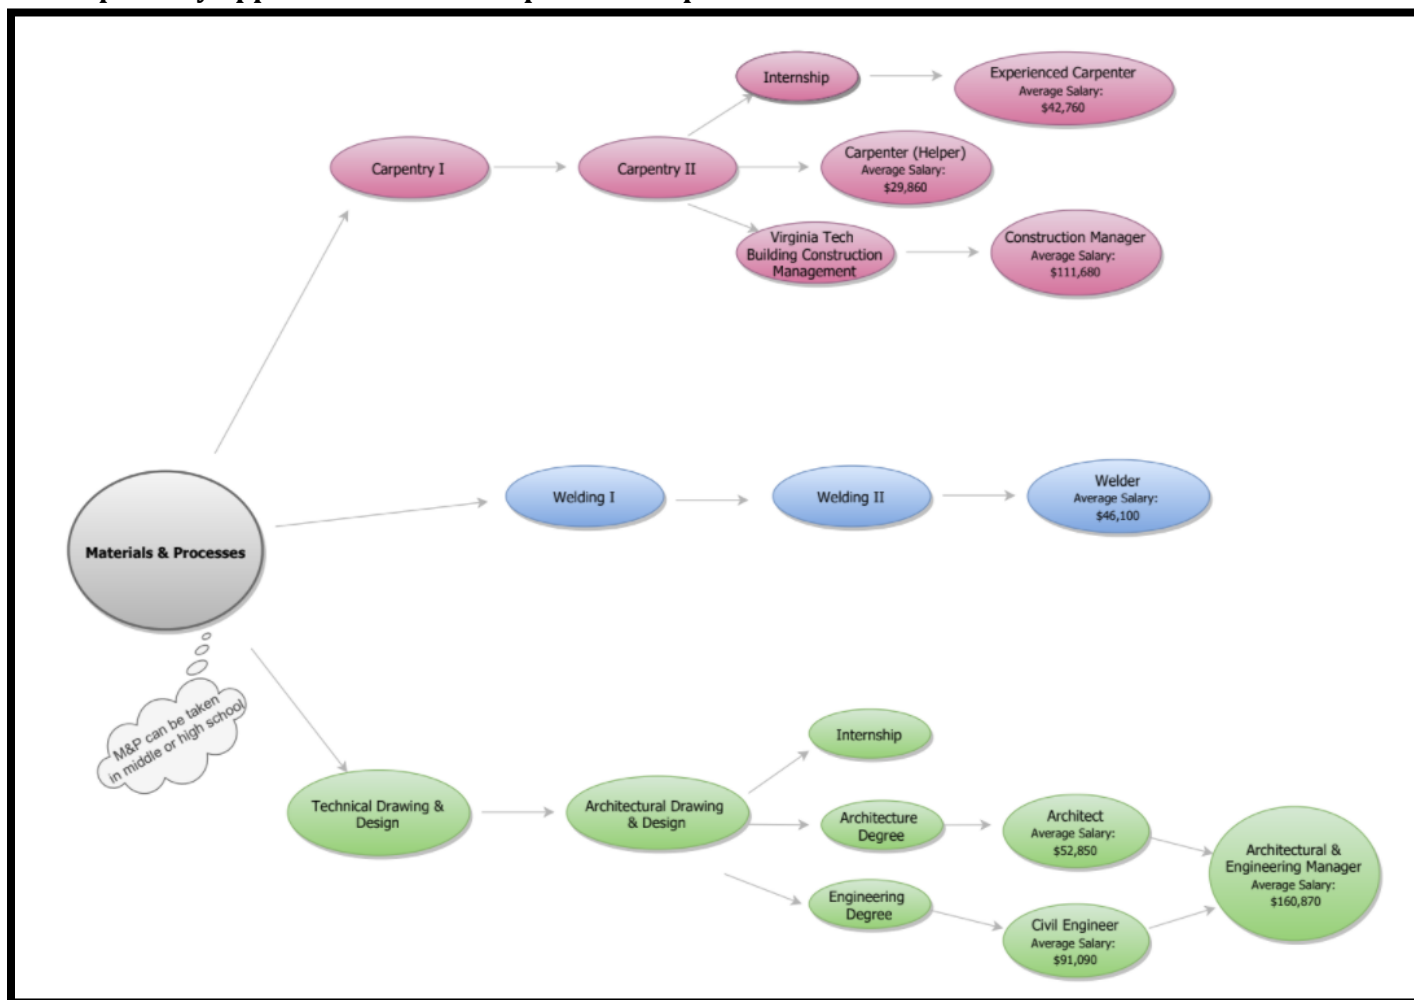 Internship
Experienced Carpenter
Average Salary:
$42,760
Carpentry I
Carpentry II
Carpenter (Helper)
Average Salary:
$29,860
Virginia Tech
Building Construction
Management
Construction Manager
Average Salary:
$111,680
Materials & Processes
Welding I
Welding II
Welder
Average Salary:
$46,100
M&P can be taken
in middle or high school
Technical Drawing &
Design
Architectural Drawing
& Design
Internship
Architecture
Degree
Architect
Average Salary:
$52,850
Engineering
Degree
Civil Engineer
Average Salary:
$91,090
Architectural &
Engineering Manager
Average Salary:
$160,870